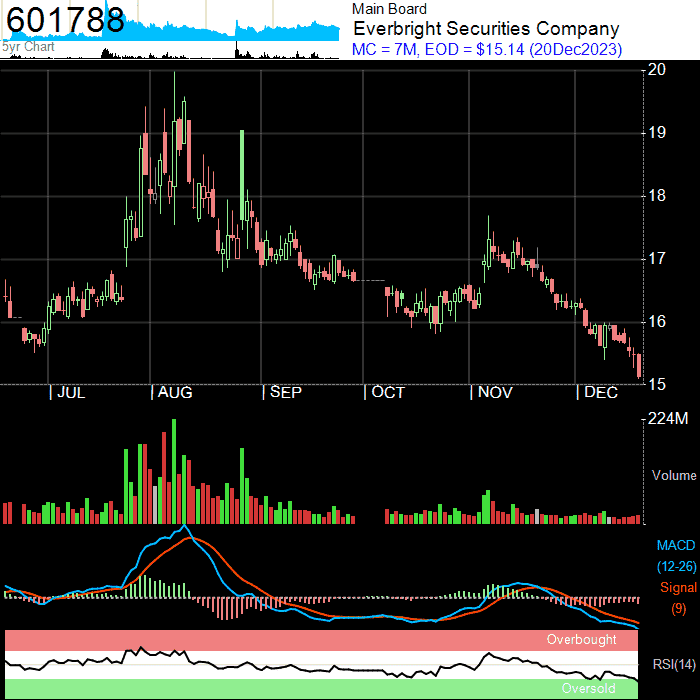 601788
5yr Chart
Main Board
Everbright Securities Company
MC = 7M, EOD = $15.14 (20Dec2023)
20
19
18
17
16
15
JUL AUG SEP OCT NOV DEC
224M
Volume
MACD
(12-26)
Signal
(9)
Overbought
RSI(14)
Oversold